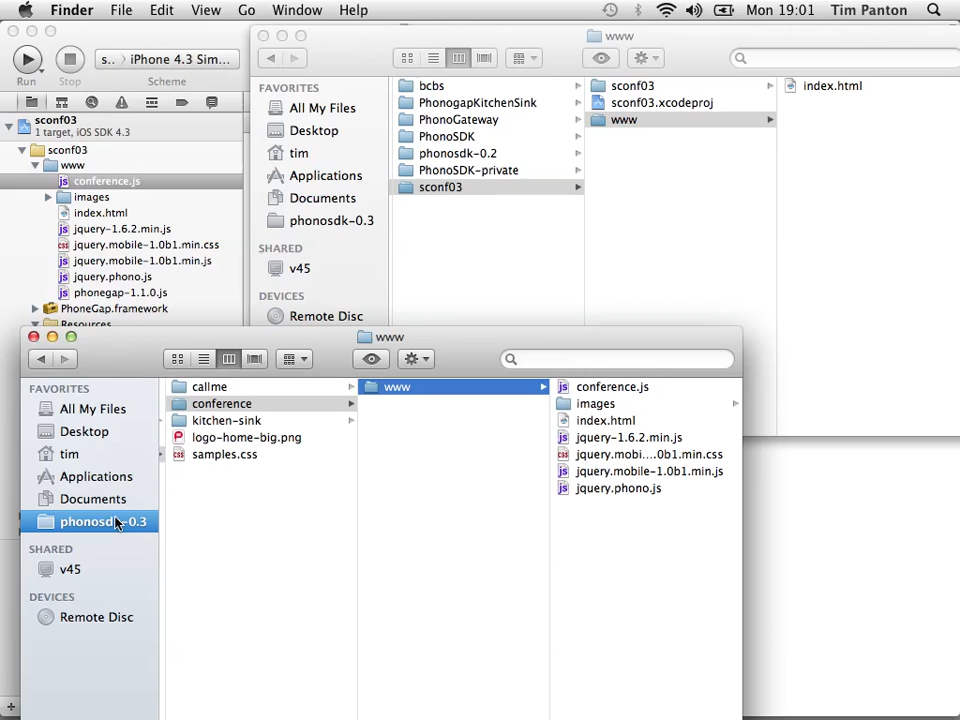 Finder File Edit View Go Window Help Mon 19:01 Tim Panton
Run Stop
s.. › iPhone 4.3 Sim...
Scheme
sconf03
1 target, iOS SDK 4.3
sconf03
www
conference.js
images
index.html
jquery-1.6.2.min.js
jquery.mobile-1.0b1.min.css
jquery.mobile-1.0b1.min.js
jquery.phono.js
phonegap-1.1.0.js
PhoneGap.framework
Resources
www
FAVORITES
All My Files
Desktop
tim
Applications
Documents
phonosdk-0.3
SHARED
v45
DEVICES
Remote Disc
bcbs
PhonogapKitchenSink
PhonoGateway
PhonoSDK
phonosdk-0.2
PhonoSDK-private
sconf03
sconf03
sconf03.xcodeproj
www
index.html
www
FAVORITES
All My Files
Desktop
tim
Applications
Documents
phonosdk-0.3
SHARED
v45
DEVICES
Remote Disc
callme
conference
kitchen-sink
logo-home-big.png
samples.css
www
conference.js
images
index.html
jquery-1.6.2.min.js
jquery.mobi....0b1.min.css
jquery.mobile-1.0b1.min.js
jquery.phono.js